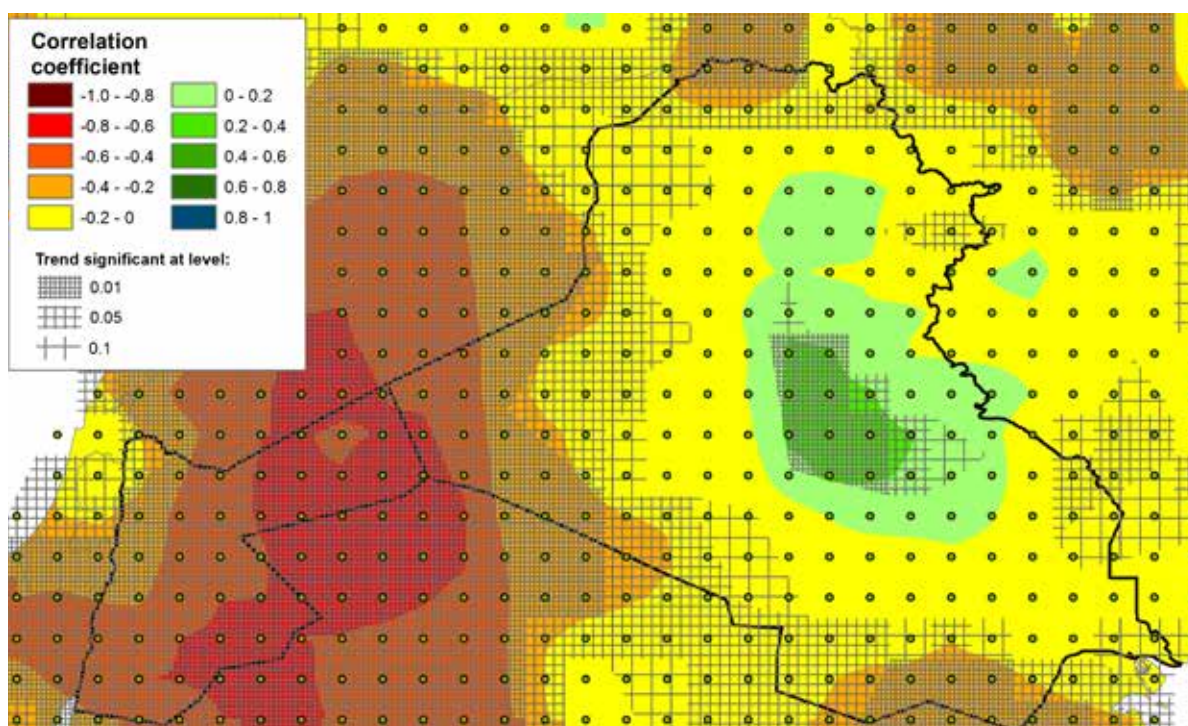 Correlation
coefficient
-1.0 - -0.8
-0.8 - -0.6
-0.6 - -0.4
-0.4 - -0.2
-0.2 - 0
0 - 0.2
0.2 - 0.4
0.4 - 0.6
0.6 - 0.8
0.8 - 1
Trend significant at level:
0.01
0.05
0.1